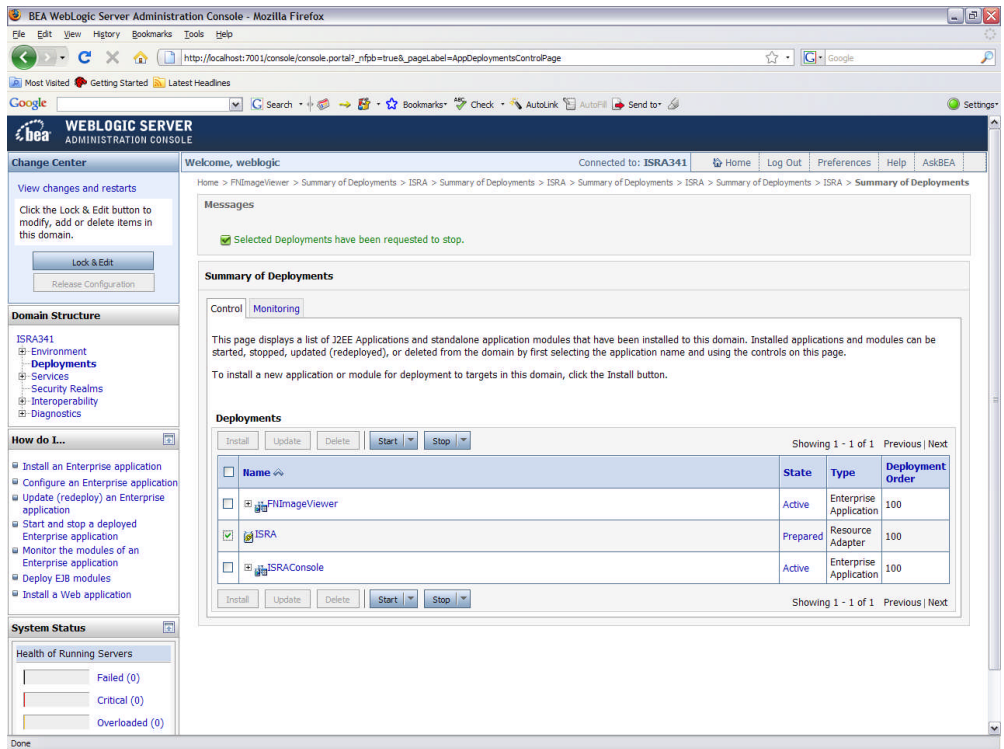 BEA WebLogic Server Administration Console - Mozilla Firefox
File Edit View History Bookmarks Tools Help
http://localhost:7001/console/console.portal?_nfpb=true&_pageLabel=AppDeploymentsControlPage
G Google
Most Visited Getting Started Latest Headlines
Google G Search Bookmarks ABC Check AutoLink AutoFill Send to Settings
bea WEBLOGIC SERVER
ADMINISTRATION CONSOLE
Change Center
View changes and restarts
Click the Lock & Edit button to
modify, add or delete items in
this domain.
Lock & Edit
Release Configuration
Domain Structure
ISRA341
Environment
Deployments
Services
Security Realms
Interoperability
Diagnostics
How do I...
Install an Enterprise application
Configure an Enterprise application
Update (redeploy) an Enterprise
application
Start and stop a deployed
Enterprise application
Monitor the modules of an
Enterprise application
Deploy EJB modules
Install a Web application
System Status
Health of Running Servers
Failed (0)
Critical (0)
Overloaded (0)
Welcome, weblogic Connected to: ISRA341 Home Log Out Preferences Help AskBEA
Home > FNImageViewer > Summary of Deployments > ISRA > Summary of Deployments > ISRA > Summary of Deployments > ISRA > Summary of Deployments > ISRA > Summary of Deployments
Messages
Selected Deployments have been requested to stop.
Summary of Deployments
Control Monitoring
This page displays a list of J2EE Applications and standalone application modules that have been installed to this domain. Installed applications and modules can be
started, stopped, updated (redeployed), or deleted from the domain by first selecting the application name and using the controls on this page.
To install a new application or module for deployment to targets in this domain, click the Install button.
Deployments
Install Update Delete Start Stop Showing 1 - 1 of 1 Previous | Next
Name State Type Deployment Order
FNImageViewer Active Enterprise Application 100
ISRA Prepared Resource Adapter 100
ISRAConsole Active Enterprise Application 100
Install Update Delete Start Stop Showing 1 - 1 of 1 Previous | Next
Done